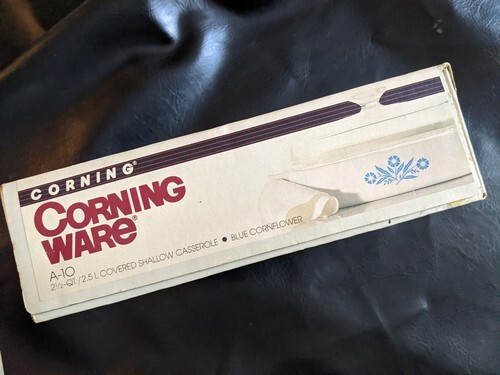 CORNING®
CORNING
WARE®
A-10
2½-QT./2.5 L COVERED SHALLOW CASSEROLE • BLUE CORNFLOWER